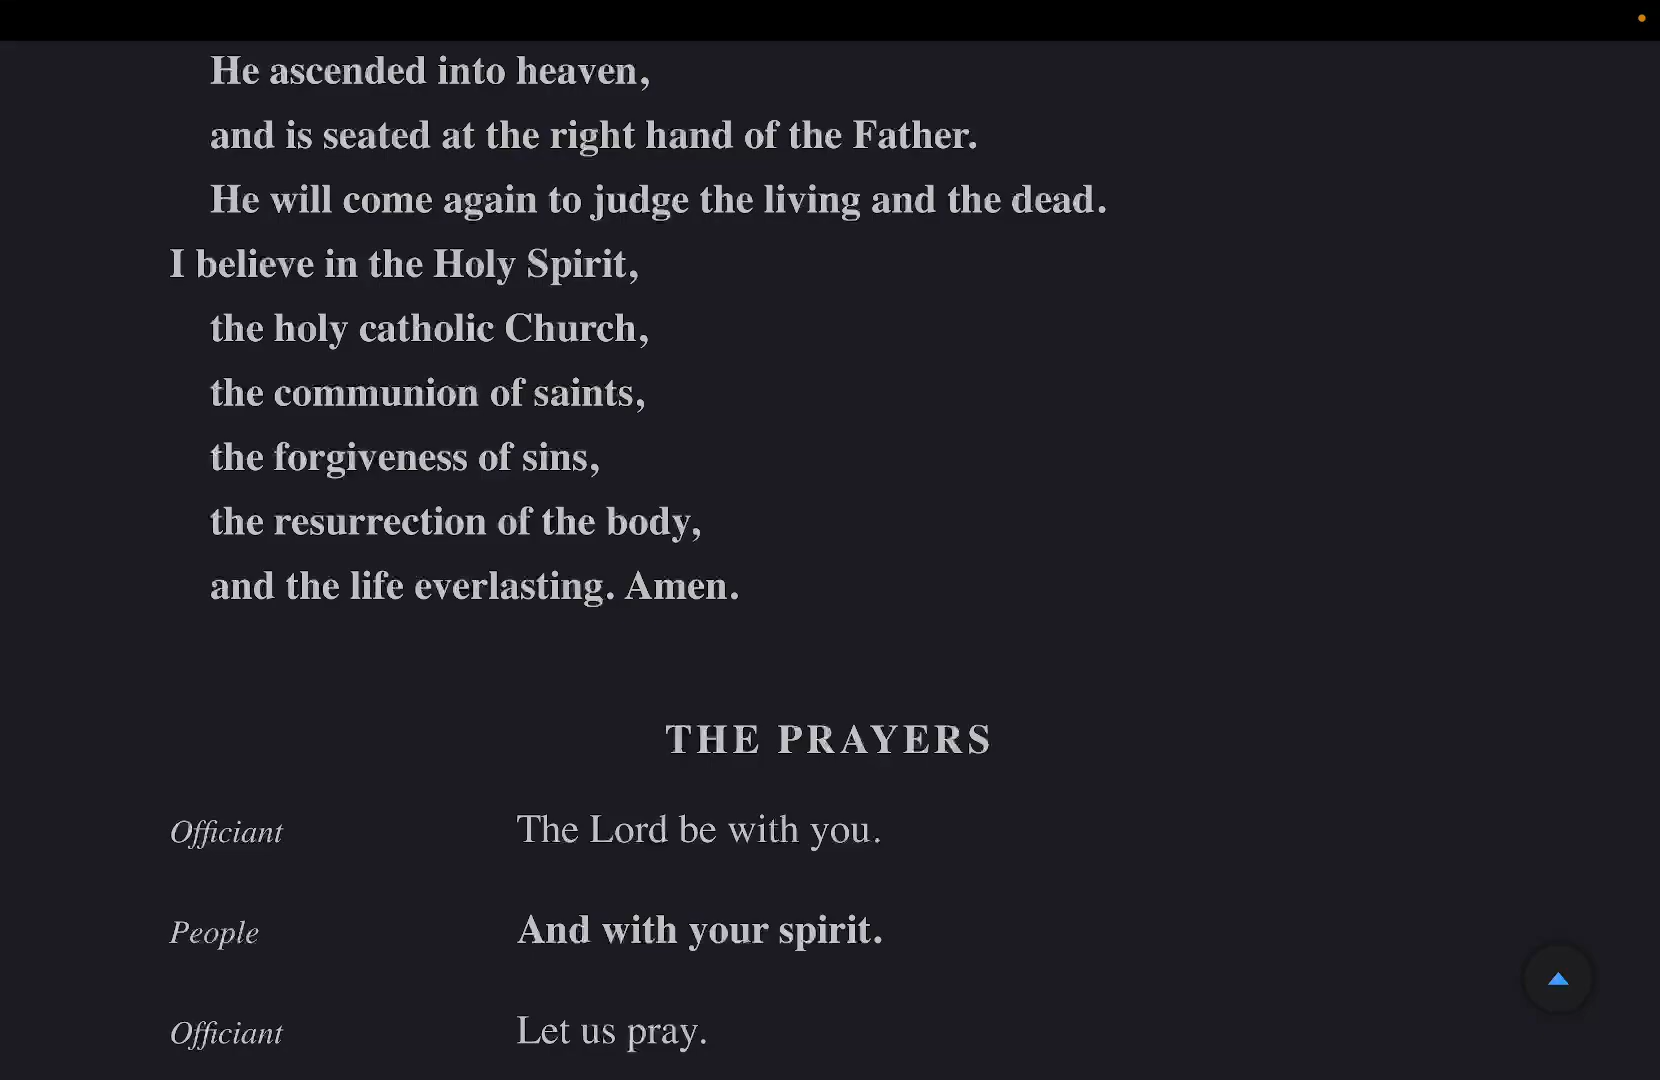 He ascended into heaven,
and is seated at the right hand of the Father.
He will come again to judge the living and the dead.
I believe in the Holy Spirit,
the holy catholic Church,
the communion of saints,
the forgiveness of sins,
the resurrection of the body,
and the life everlasting. Amen.
THE PRAYERS
Officiant The Lord be with you.
People And with your spirit.
Officiant Let us pray.